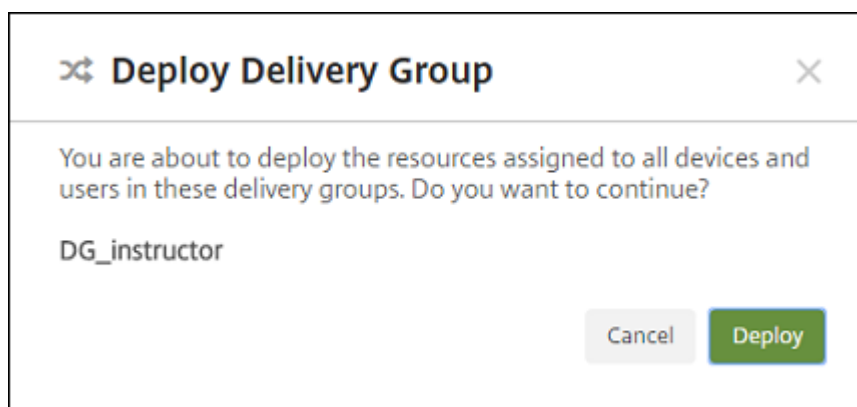 Deploy Delivery Group
You are about to deploy the resources assigned to all devices and
users in these delivery groups. Do you want to continue?
DG_instructor
Cancel Deploy